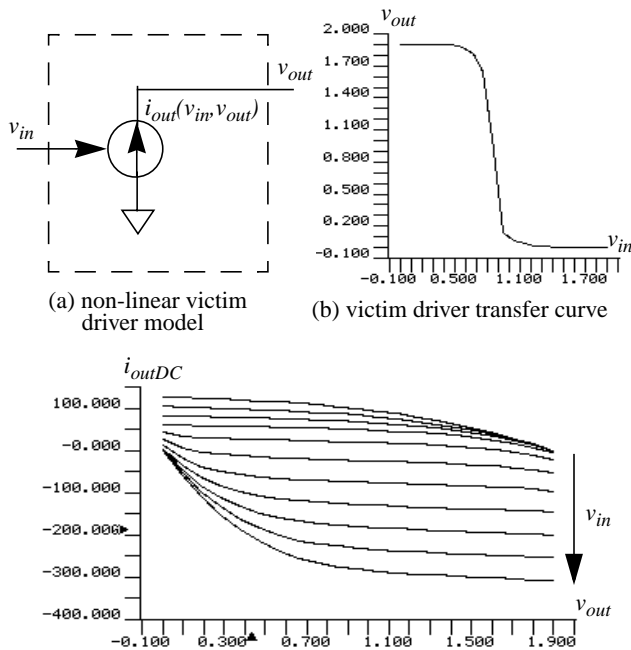 v_out
i_out(v_in, v_out)
v_in
(a) non-linear victim
driver model
v_out
2.000
1.700
1.400
1.100
0.800
0.500
0.200
-0.100
v_in
-0.100 0.500 1.100 1.700
(b) victim driver transfer curve
i_outDC
100.000
-0.000
-100.000
-200.000
-300.000
-400.000
v_in
v_out
-0.100 0.300 0.700 1.100 1.500 1.900